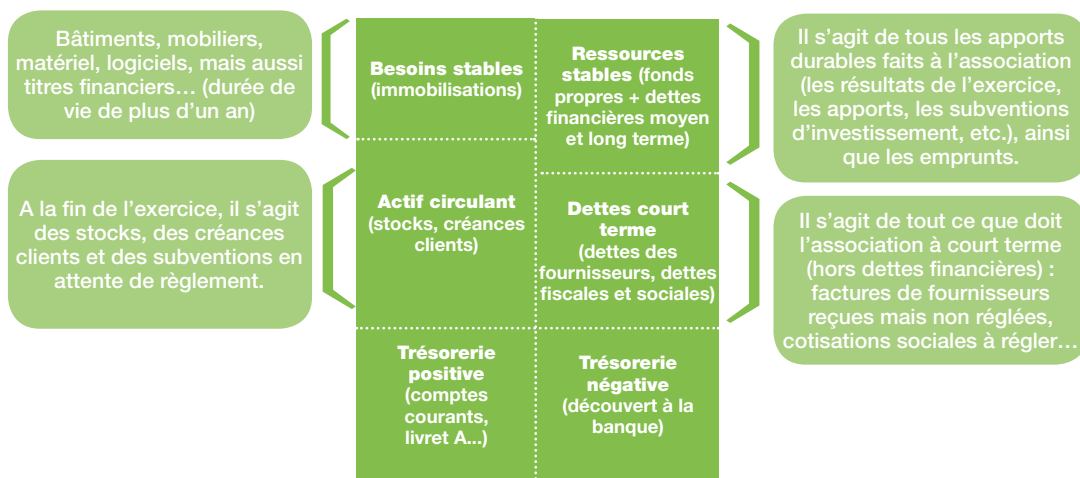 Bâtiments, mobiliers,
matériel, logiciels, mais aussi
titres financiers… (durée de
vie de plus d’un an)
Besoins stables
(immobilisations)
Ressources
stables (fonds
propres + dettes
financières moyen
et long terme)
Il s’agit de tous les apports
durables faits à l’association
(les résultats de l’exercice,
les apports, les subventions
d’investissement, etc.), ainsi
que les emprunts.
A la fin de l’exercice, il s’agit
des stocks, des créances
clients et des subventions en
attente de règlement.
Actif circulant
(stocks, créances
clients)
Dettes court
terme
(dettes des
fournisseurs, dettes
fiscales et sociales)
Il s’agit de tout ce que doit
l’association à court terme
(hors dettes financières) :
factures de fournisseurs
reçues mais non réglées,
cotisations sociales à régler…
Trésorerie
positive
(comptes
courants,
livret A...)
Trésorerie
négative
(découvert à la
banque)